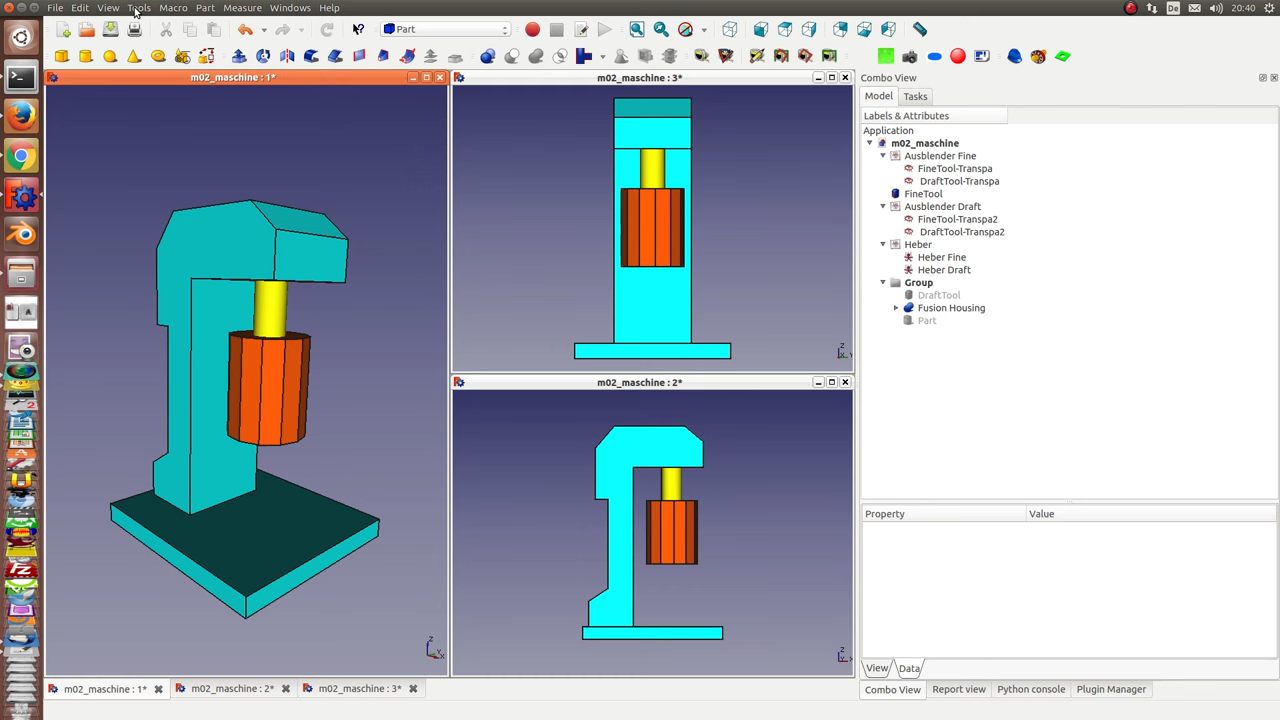 File Edit View Tools Macro Part Measure Windows Help
De 20:40
Part
m02_maschine : 1*
m02_maschine : 3*
Combo View
Model Tasks
Labels & Attributes
Application
m02_maschine
Ausblender Fine
FineTool-Transpa
DraftTool-Transpa
FineTool
Ausblender Draft
FineTool-Transpa2
DraftTool-Transpa2
Heber
Heber Fine
Heber Draft
Group
DraftTool
Fusion Housing
Part
m02_maschine : 2*
Property Value
View Data
m02_maschine : 1* m02_maschine : 2* m02_maschine : 3*
Combo View Report view Python console Plugin Manager